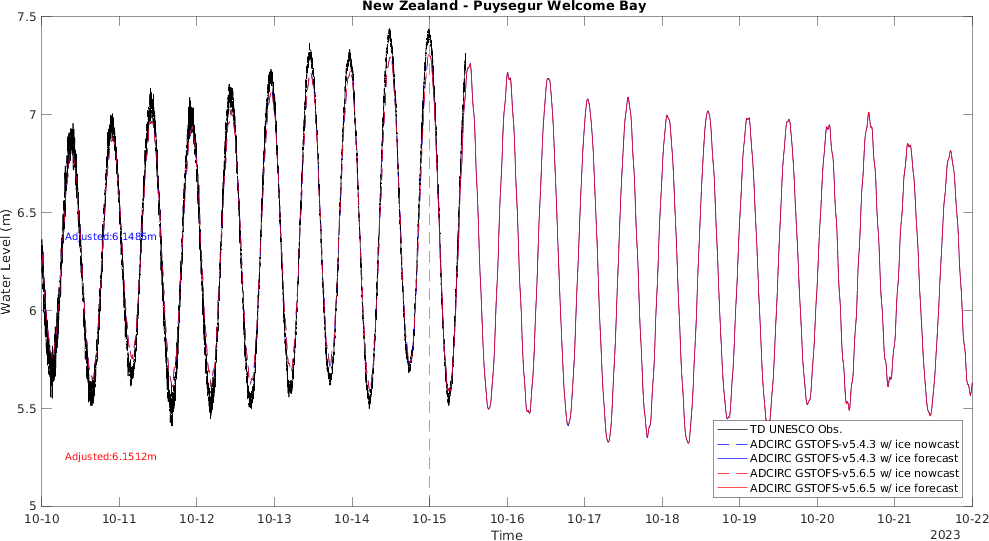 New Zealand - Puysegur Welcome Bay
7.5
7
6.5
6
5.5
5
Water Level (m)
Adjusted:6.1485m
Adjusted:6.1512m
TD UNESCO Obs.
ADCIRC GSTOFS-v5.4.3 w/ ice nowcast
ADCIRC GSTOFS-v5.4.3 w/ ice forecast
ADCIRC GSTOFS-v5.6.5 w/ ice nowcast
ADCIRC GSTOFS-v5.6.5 w/ ice forecast
10-10 10-11 10-12 10-13 10-14 10-15 10-16 10-17 10-18 10-19 10-20 10-21 10-22
Time
2023